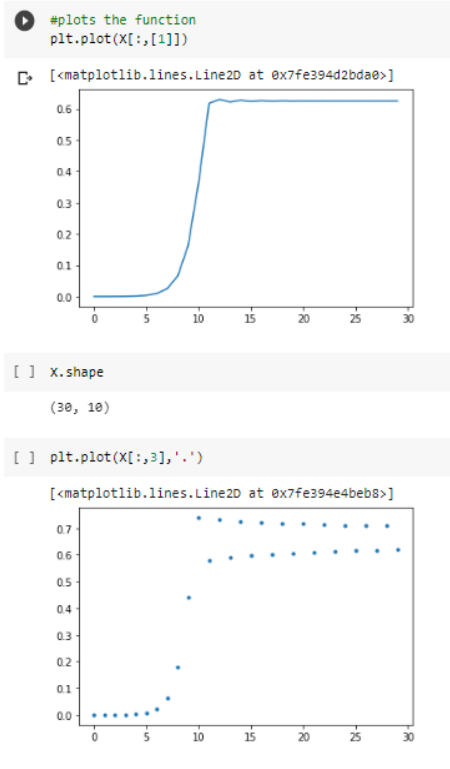 #plots the function
plt.plot(X[:,[1]])
[<matplotlib.lines.Line2D at 0x7fe394d2bda0>]
0.6
0.5
0.4
0.3
0.2
0.1
0.0
0 5 10 15 20 25 30
[ ] X.shape
(30, 10)
[ ] plt.plot(X[:,3],'.')
[<matplotlib.lines.Line2D at 0x7fe394e4beb8>]
0.7
0.6
0.5
0.4
0.3
0.2
0.1
0.0
0 5 10 15 20 25 30